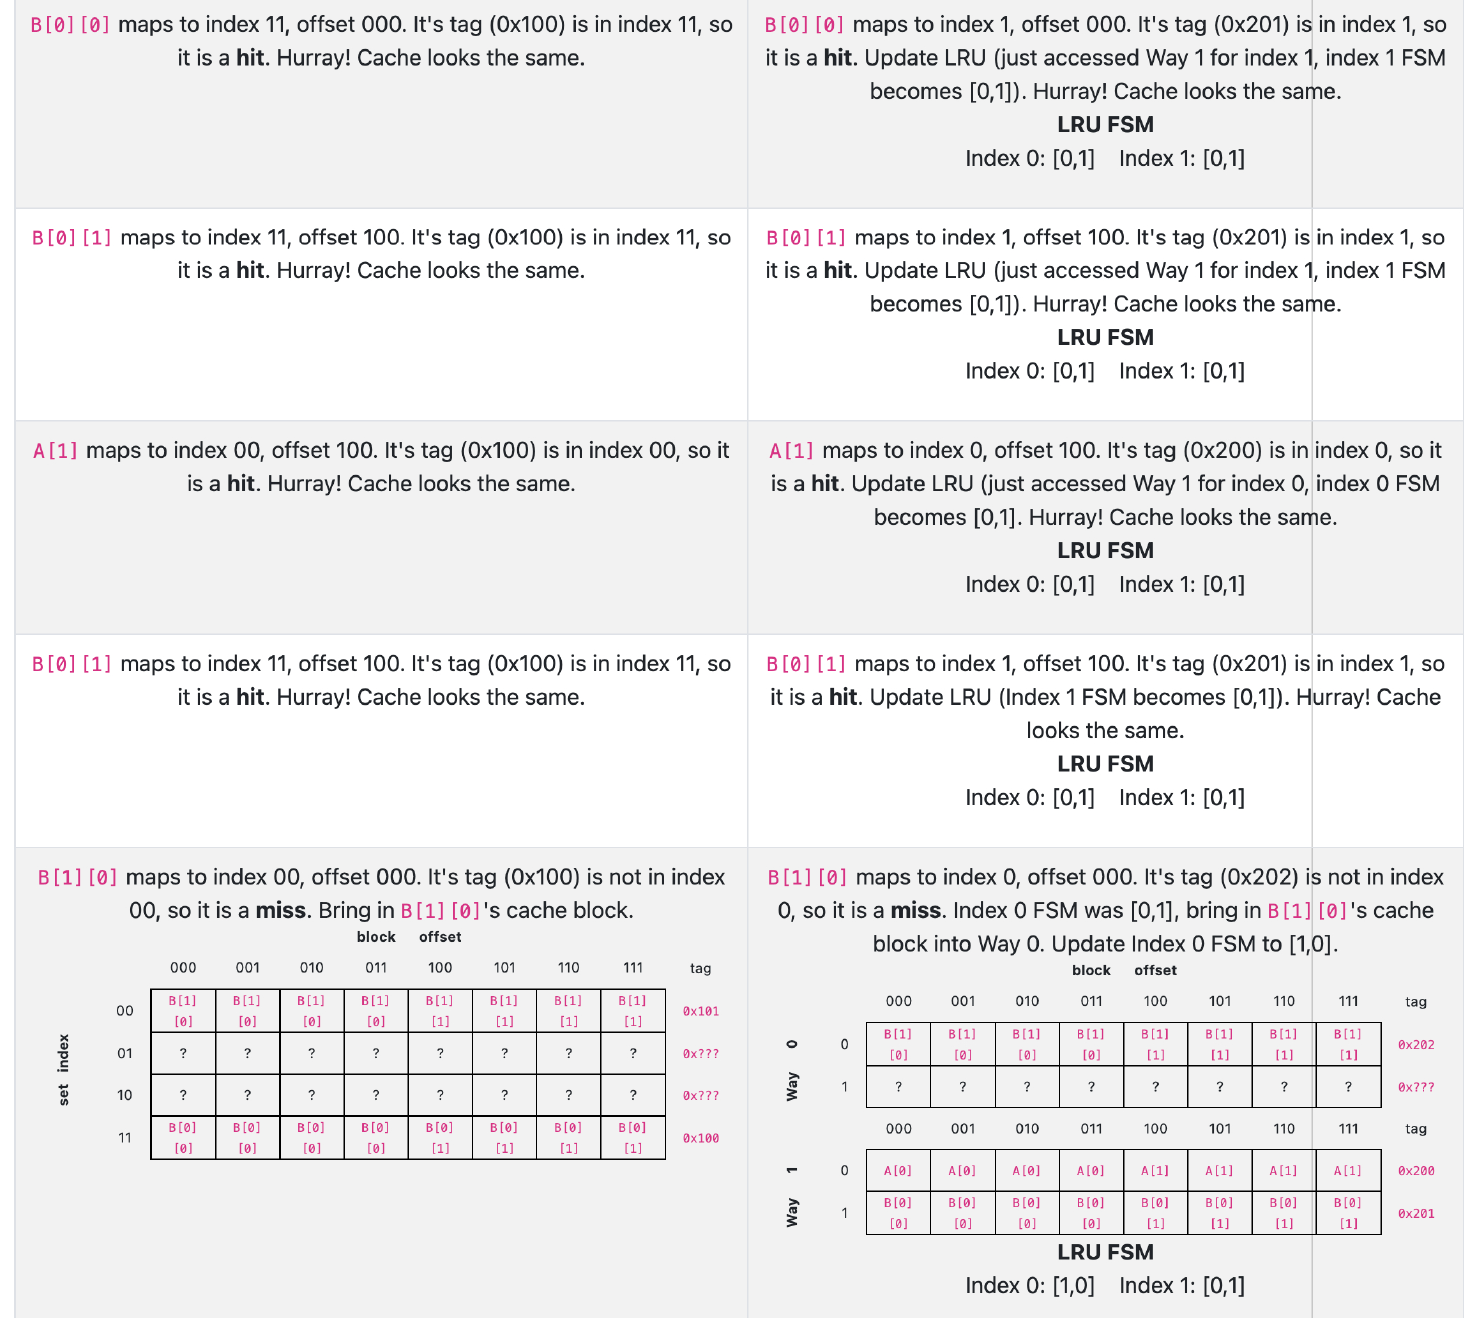 B[0][0] maps to index 11, offset 000. It's tag (0x100) is in index 11, so
it is a hit. Hurray! Cache looks the same.
B[0][0] maps to index 1, offset 000. It's tag (0x201) is in index 1, so
it is a hit. Update LRU (just accessed Way 1 for index 1, index 1 FSM
becomes [0,1]). Hurray! Cache looks the same.
LRU FSM
Index 0: [0,1] Index 1: [0,1]
B[0][1] maps to index 11, offset 100. It's tag (0x100) is in index 11, so
it is a hit. Hurray! Cache looks the same.
B[0][1] maps to index 1, offset 100. It's tag (0x201) is in index 1, so
it is a hit. Update LRU (just accessed Way 1 for index 1, index 1 FSM
becomes [0,1]). Hurray! Cache looks the same.
LRU FSM
Index 0: [0,1] Index 1: [0,1]
A[1] maps to index 00, offset 100. It's tag (0x100) is in index 00, so it
is a hit. Hurray! Cache looks the same.
A[1] maps to index 0, offset 100. It's tag (0x200) is in index 0, so it
is a hit. Update LRU (just accessed Way 1 for index 0, index 0 FSM
becomes [0,1]. Hurray! Cache looks the same.
LRU FSM
Index 0: [0,1] Index 1: [0,1]
B[0][1] maps to index 11, offset 100. It's tag (0x100) is in index 11, so
it is a hit. Hurray! Cache looks the same.
B[0][1] maps to index 1, offset 100. It's tag (0x201) is in index 1, so
it is a hit. Update LRU (Index 1 FSM becomes [0,1]). Hurray! Cache
looks the same.
LRU FSM
Index 0: [0,1] Index 1: [0,1]
B[1][0] maps to index 00, offset 000. It's tag (0x100) is not in index
00, so it is a miss. Bring in B[1][0]'s cache block.
block offset
000 001 010 011 100 101 110 111 tag
00 B[1] B[1] B[1] B[1] B[1] B[1] B[1] B[1] 0x101
[0] [0] [0] [0] [1] [1] [1] [1]
01 ? ? ? ? ? ? ? ? 0x???
10 ? ? ? ? ? ? ? ? 0x???
11 B[0] B[0] B[0] B[0] B[0] B[0] B[0] B[0] 0x100
[0] [0] [0] [0] [1] [1] [1] [1]
set index
B[1][0] maps to index 0, offset 000. It's tag (0x202) is not in index
0, so it is a miss. Index 0 FSM was [0,1], bring in B[1][0]'s cache
block into Way 0. Update Index 0 FSM to [1,0].
block offset
000 001 010 011 100 101 110 111 tag
Way 0
0 B[1] B[1] B[1] B[1] B[1] B[1] B[1] B[1] 0x202
[0] [0] [0] [0] [1] [1] [1] [1]
1 ? ? ? ? ? ? ? ? 0x???
000 001 010 011 100 101 110 111 tag
Way 1
0 A[0] A[0] A[0] A[0] A[1] A[1] A[1] A[1] 0x200
1 B[0] B[0] B[0] B[0] B[0] B[0] B[0] B[0] 0x201
[0] [0] [0] [0] [1] [1] [1] [1]
LRU FSM
Index 0: [1,0] Index 1: [0,1]